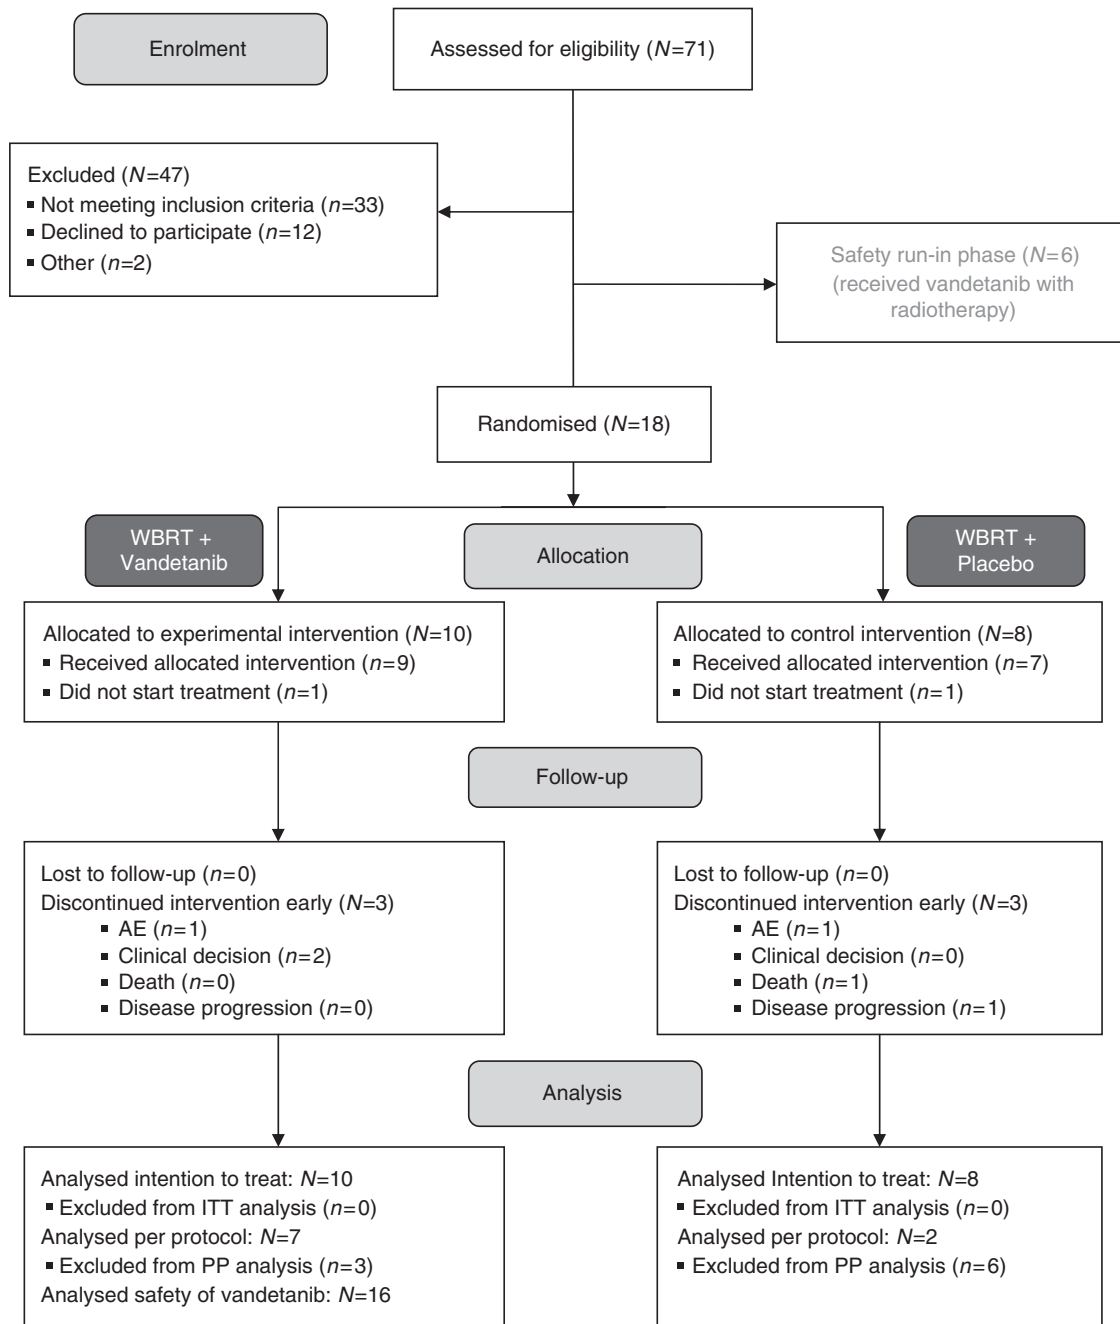 Enrolment
Assessed for eligibility (N=71)
Excluded (N=47)
▪ Not meeting inclusion criteria (n=33)
▪ Declined to participate (n=12)
▪ Other (n=2)
Safety run-in phase (N=6)
(received vandetanib with
radiotherapy)
Randomised (N=18)
WBRT +
Vandetanib
Allocation
WBRT +
Placebo
Allocated to experimental intervention (N=10)
▪ Received allocated intervention (n=9)
▪ Did not start treatment (n=1)
Allocated to control intervention (N=8)
▪ Received allocated intervention (n=7)
▪ Did not start treatment (n=1)
Follow-up
Lost to follow-up (n=0)
Discontinued intervention early (N=3)
▪ AE (n=1)
▪ Clinical decision (n=2)
▪ Death (n=0)
▪ Disease progression (n=0)
Lost to follow-up (n=0)
Discontinued intervention early (N=3)
▪ AE (n=1)
▪ Clinical decision (n=0)
▪ Death (n=1)
▪ Disease progression (n=1)
Analysis
Analysed intention to treat: N=10
▪ Excluded from ITT analysis (n=0)
Analysed per protocol: N=7
▪ Excluded from PP analysis (n=3)
Analysed safety of vandetanib: N=16
Analysed Intention to treat: N=8
▪ Excluded from ITT analysis (n=0)
Analysed per protocol: N=2
▪ Excluded from PP analysis (n=6)